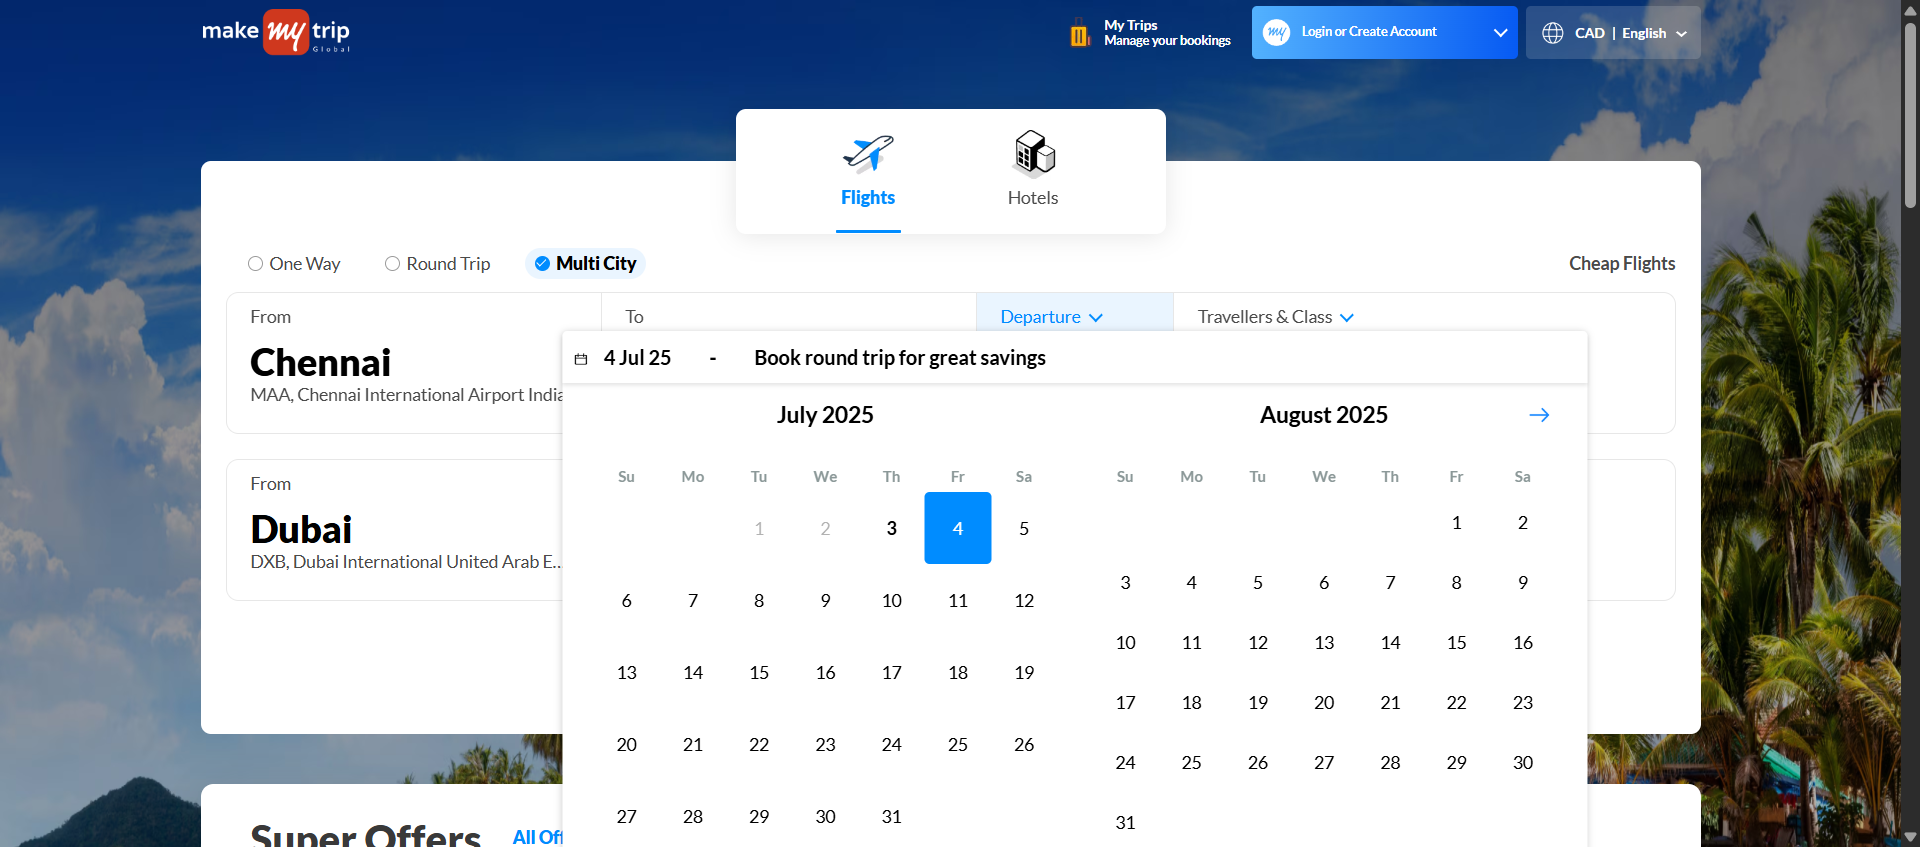 make my trip
Global
My Trips
Manage your bookings
my Login or Create Account
CAD | English
Flights
Hotels
One Way
Round Trip
Multi City
Cheap Flights
From
To
Departure
Travellers & Class
Chennai
MAA, Chennai International Airport India
4 Jul 25 - Book round trip for great savings
July 2025
Su Mo Tu We Th Fr Sa
1 2 3 4 5
6 7 8 9 10 11 12
13 14 15 16 17 18 19
20 21 22 23 24 25 26
27 28 29 30 31
August 2025
Su Mo Tu We Th Fr Sa
1 2
3 4 5 6 7 8 9
10 11 12 13 14 15 16
17 18 19 20 21 22 23
24 25 26 27 28 29 30
31
From
Dubai
DXB, Dubai International United Arab E...
Super Offers
All Off